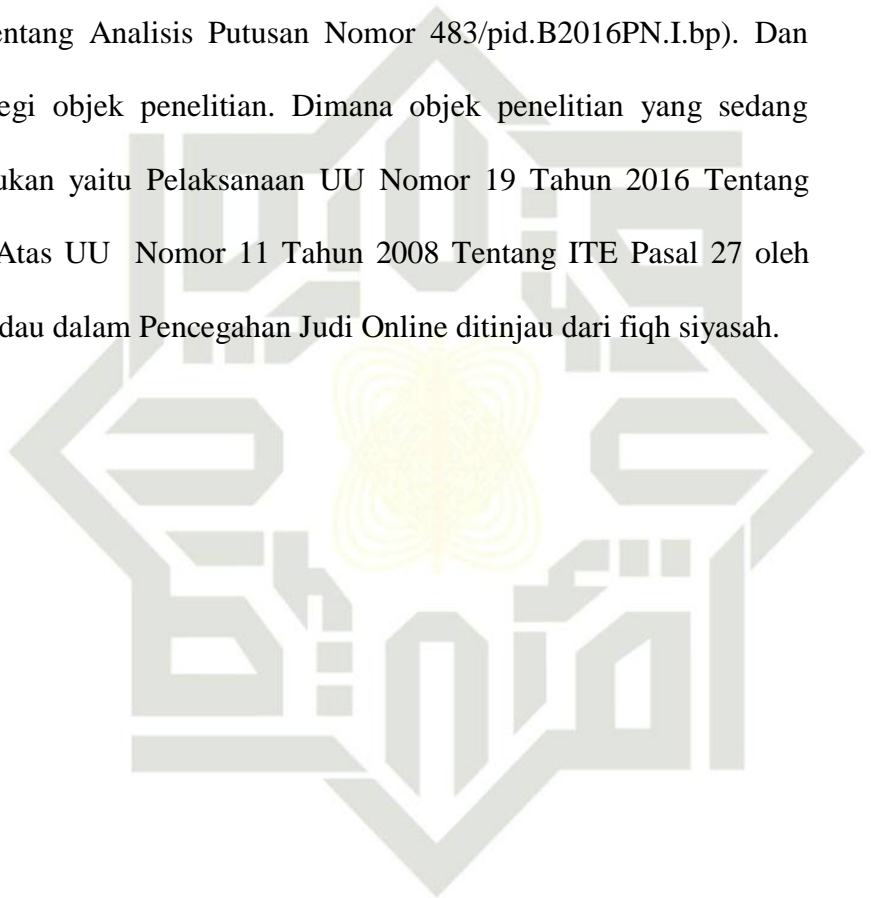 entang Analisis Putusan Nomor 483/pid.B2016PN.I.bp). Dan
egi objek penelitian. Dimana objek penelitian yang sedang
ukan yaitu Pelaksanaan UU Nomor 19 Tahun 2016 Tentang
Atas UU Nomor 11 Tahun 2008 Tentang ITE Pasal 27 oleh
dau dalam Pencegahan Judi Online ditinjau dari fiqh siyasah.